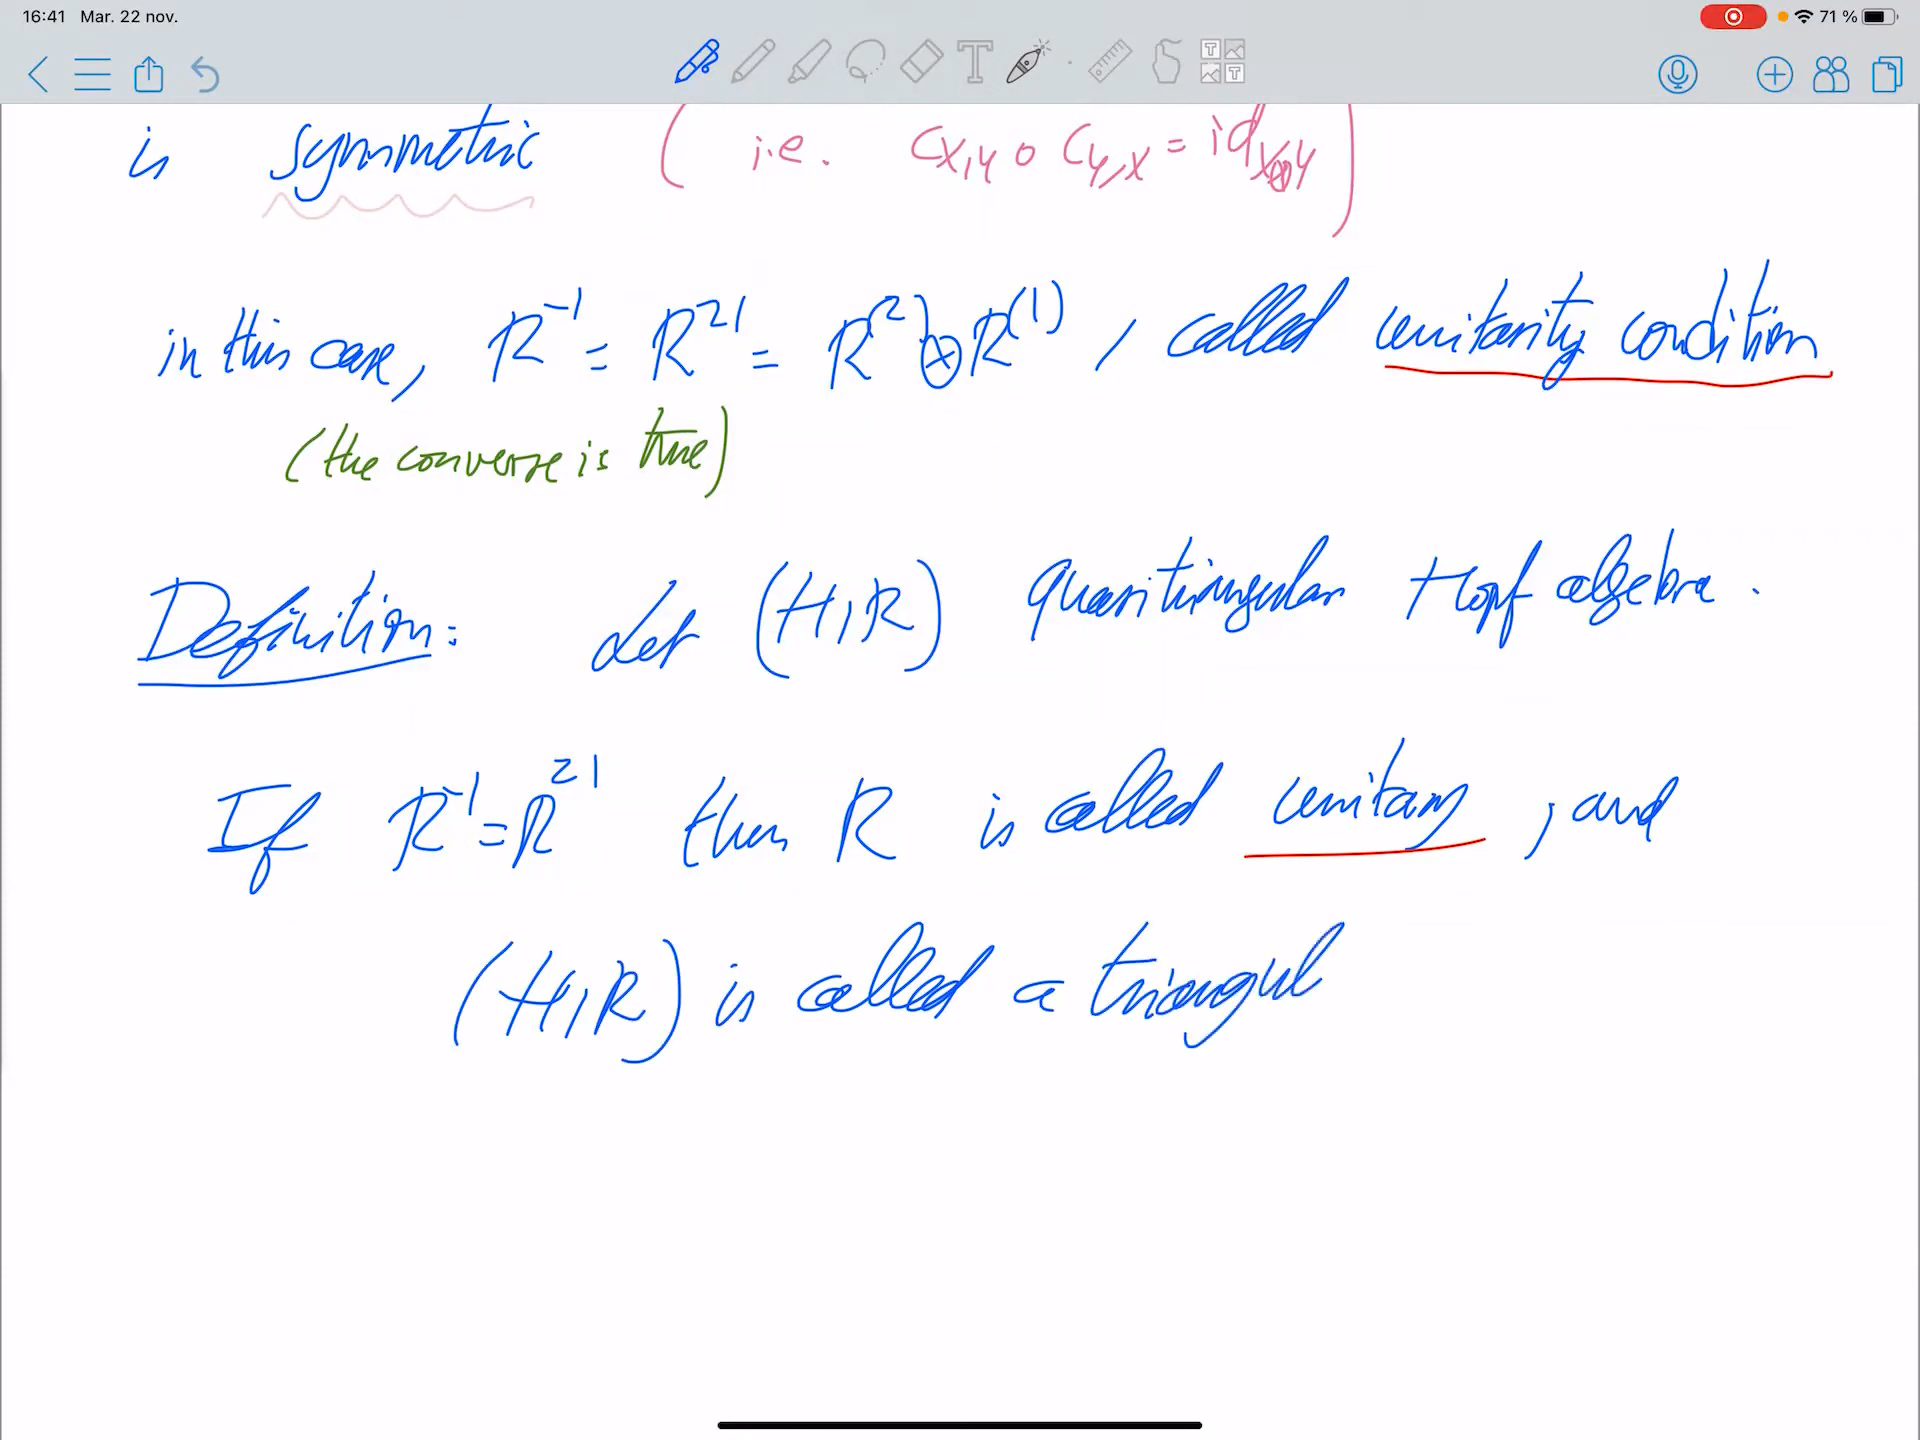 16:41 Mar. 22 nov. 71 %
is symmetric ( i.e. c_{X,Y} ∘ c_{Y,X} = id_{X⊗Y} )
in this case, R^{-1} = R^{21} = R^{(2)} ⊗ R^{(1)}, called unitarity condition
(the converse is true)
Definition: Let (H,R) quasitriangular Hopf algebra.
If R^{-1} = R^{21} then R is called unitary, and
(H,R) is called a triangul